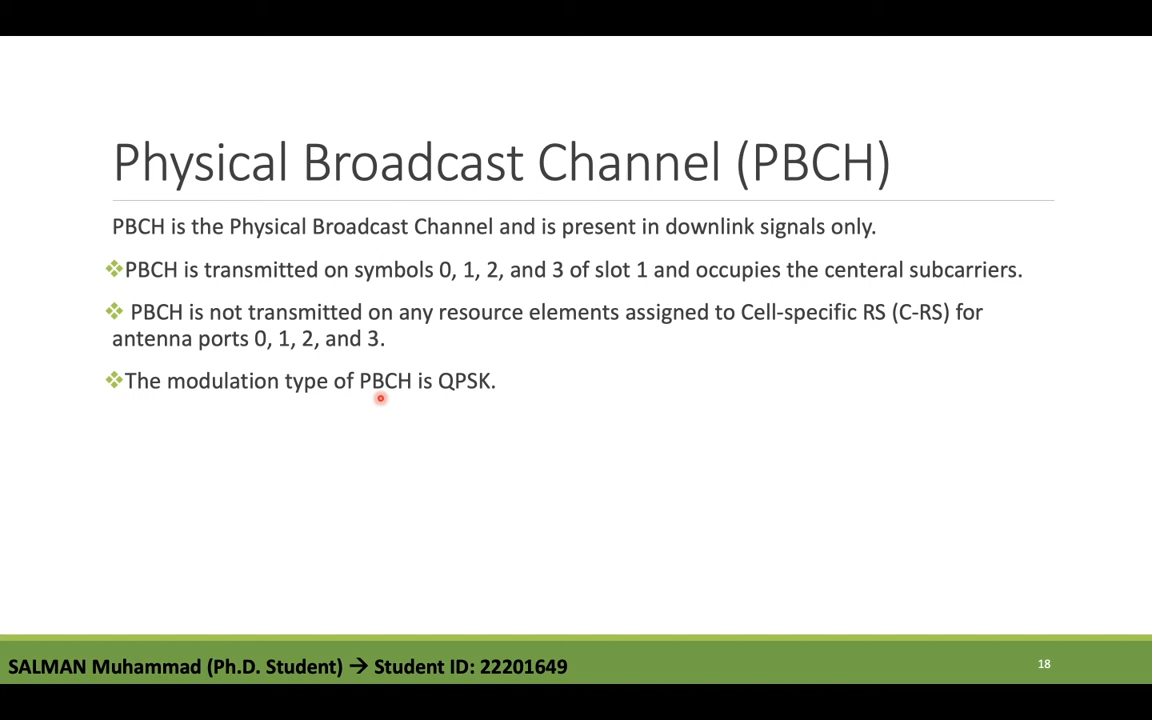 Physical Broadcast Channel (PBCH)
PBCH is the Physical Broadcast Channel and is present in downlink signals only.
❖PBCH is transmitted on symbols 0, 1, 2, and 3 of slot 1 and occupies the centeral subcarriers.
❖ PBCH is not transmitted on any resource elements assigned to Cell-specific RS (C-RS) for
antenna ports 0, 1, 2, and 3.
❖The modulation type of PBCH is QPSK.
SALMAN Muhammad (Ph.D. Student) → Student ID: 22201649
18